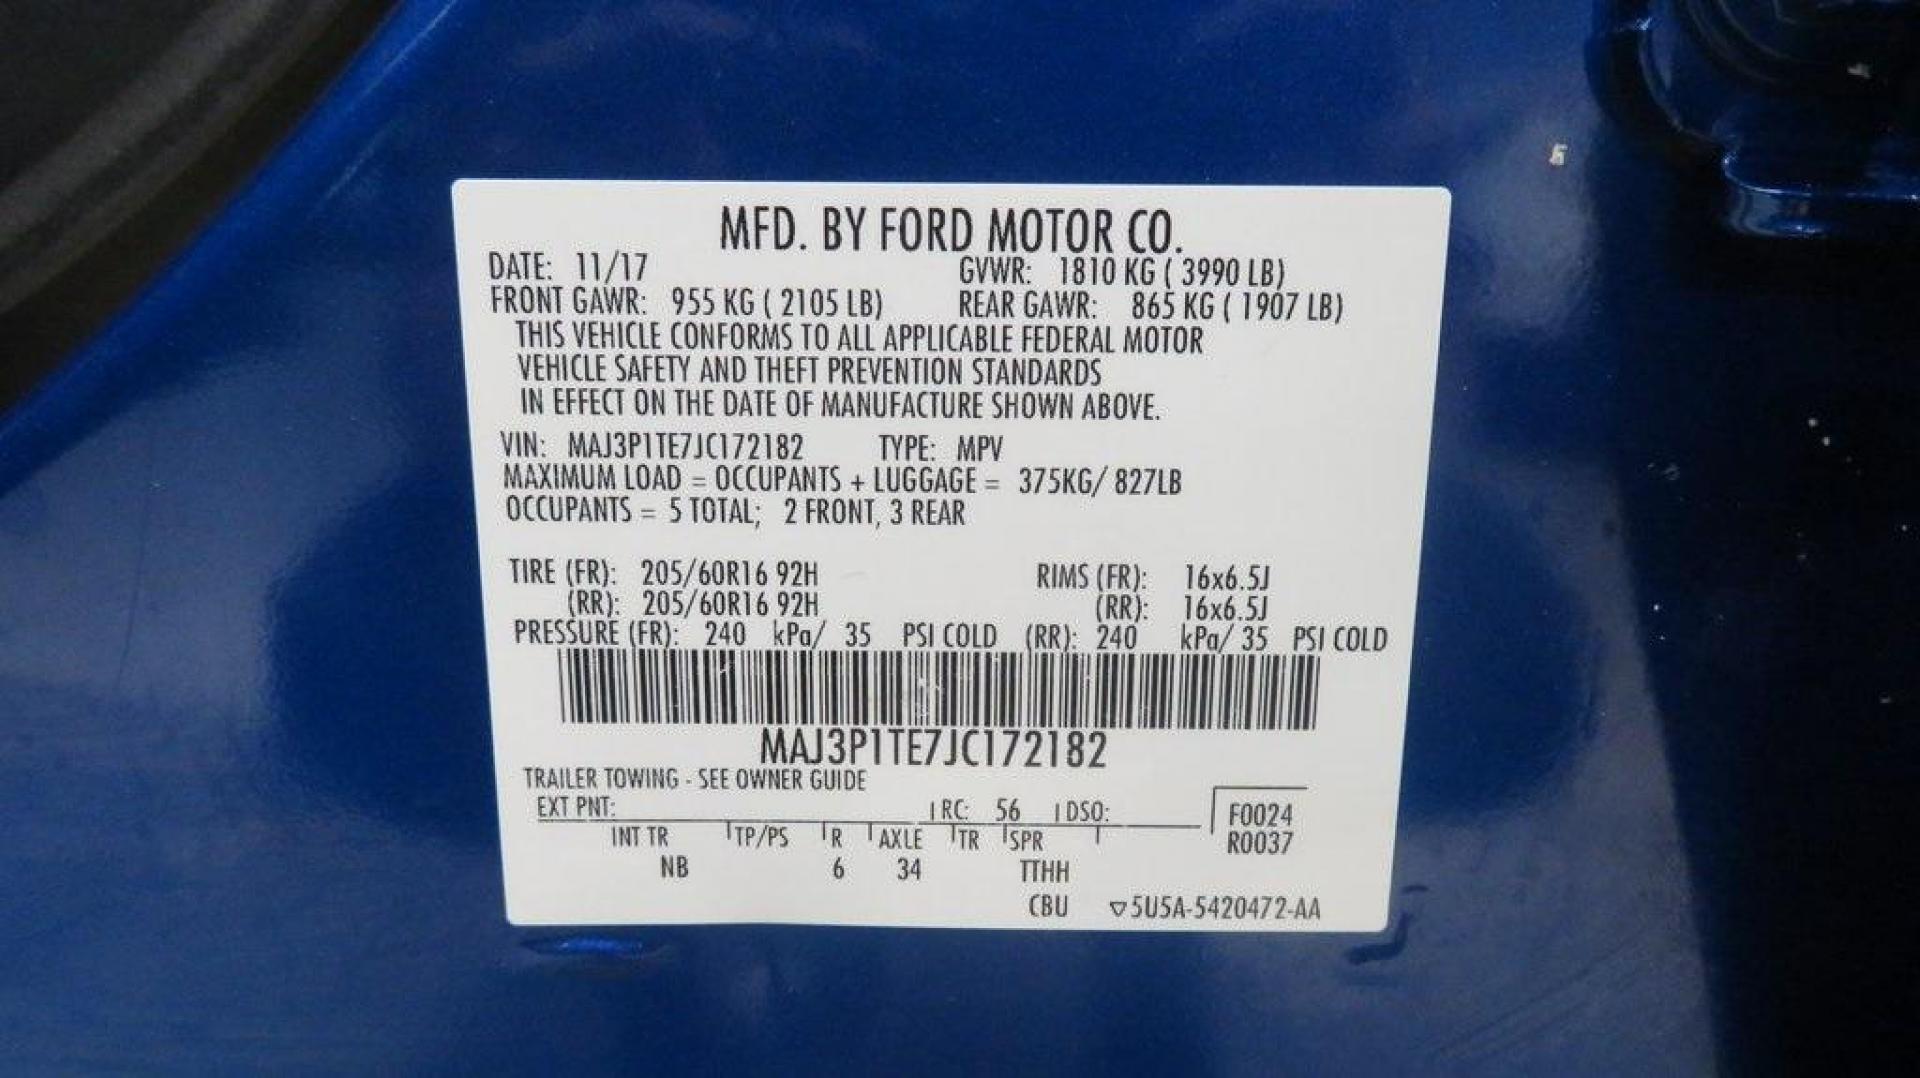 MFD. BY FORD MOTOR CO.
DATE: 11/17 GVWR: 1810 KG ( 3990 LB)
FRONT GAWR: 955 KG ( 2105 LB) REAR GAWR: 865 KG ( 1907 LB)
THIS VEHICLE CONFORMS TO ALL APPLICABLE FEDERAL MOTOR
VEHICLE SAFETY AND THEFT PREVENTION STANDARDS
IN EFFECT ON THE DATE OF MANUFACTURE SHOWN ABOVE.
VIN: MAJ3P1TE7JC172182 TYPE: MPV
MAXIMUM LOAD = OCCUPANTS + LUGGAGE = 375KG/ 827LB
OCCUPANTS = 5 TOTAL; 2 FRONT, 3 REAR
TIRE (FR): 205/60R16 92H RIMS (FR): 16x6.5J
(RR): 205/60R16 92H (RR): 16x6.5J
PRESSURE (FR): 240 kPa/ 35 PSI COLD (RR): 240 kPa/ 35 PSI COLD
MAJ3P1TE7JC172182
TRAILER TOWING - SEE OWNER GUIDE
EXT PNT: RC: 56 DSO: F0024
INT TR TP/PS R AXLE TR SPR R0037
NB 6 34 TTHH
CBU ▽5U5A-5420472-AA